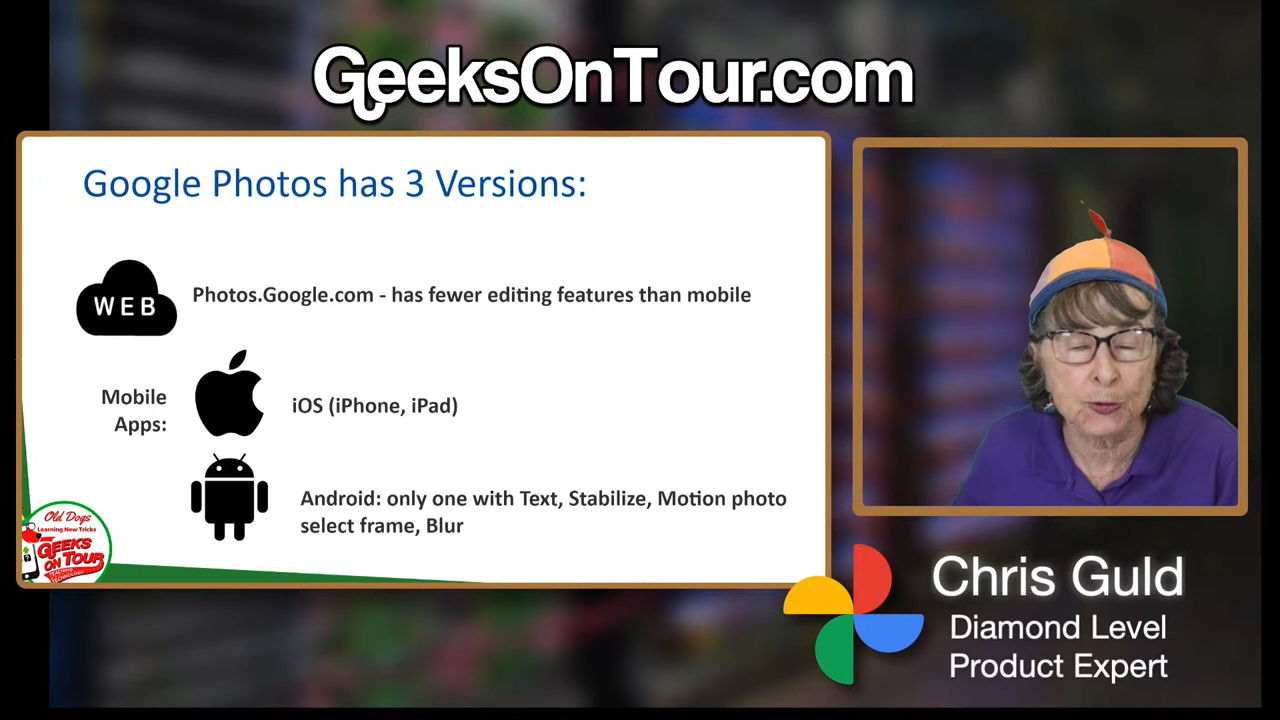 GeeksOnTour.com
Google Photos has 3 Versions:
WEB
Photos.Google.com - has fewer editing features than mobile
Mobile
Apps:
iOS (iPhone, iPad)
Android: only one with Text, Stabilize, Motion photo
select frame, Blur
Old Dogs
Learning New Tricks
GEEKS
ON TOUR
Chris Guld
Diamond Level
Product Expert